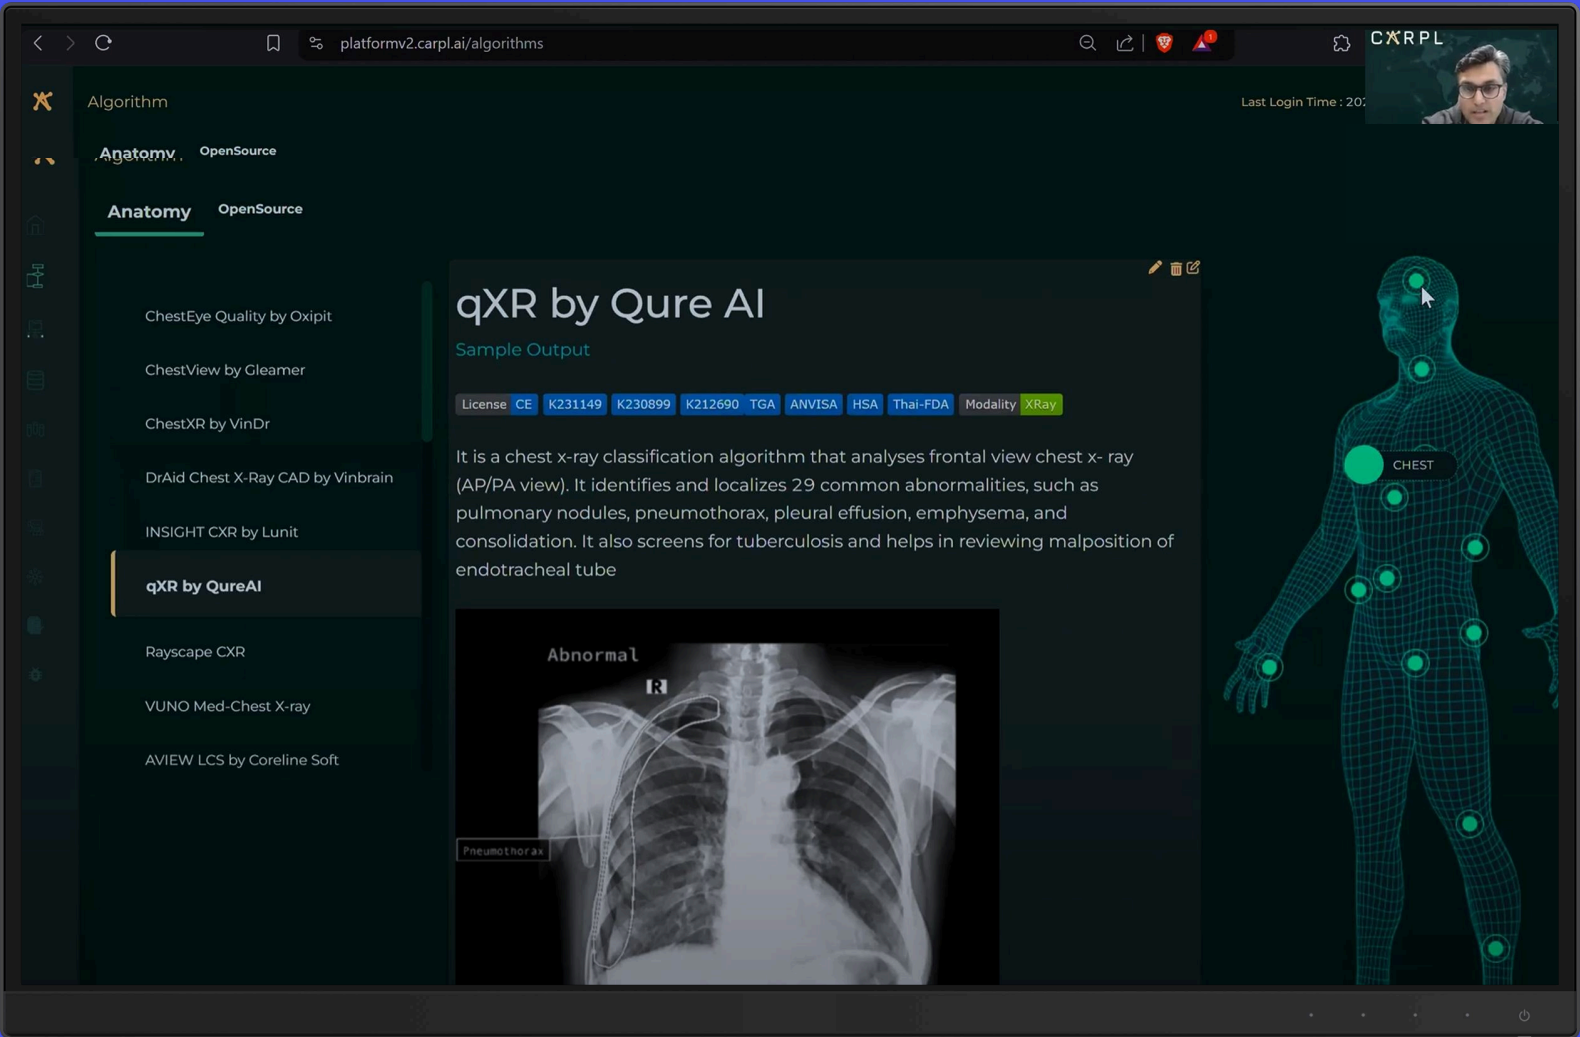 platformv2.carpl.ai/algorithms
1
CARPL
Algorithm
Last Login Time : 202
Anatomy OpenSource
Anatomy OpenSource
ChestEye Quality by Oxipit
ChestView by Gleamer
ChestXR by VinDr
DrAid Chest X-Ray CAD by Vinbrain
INSIGHT CXR by Lunit
qXR by QureAI
Rayscape CXR
VUNO Med-Chest X-ray
AVIEW LCS by Coreline Soft
qXR by Qure AI
Sample Output
License CE K231149 K230899 K212690 TGA ANVISA HSA Thai-FDA Modality XRay
It is a chest x-ray classification algorithm that analyses frontal view chest x- ray
(AP/PA view). It identifies and localizes 29 common abnormalities, such as
pulmonary nodules, pneumothorax, pleural effusion, emphysema, and
consolidation. It also screens for tuberculosis and helps in reviewing malposition of
endotracheal tube
Abnormal
R
Pneumothorax
CHEST